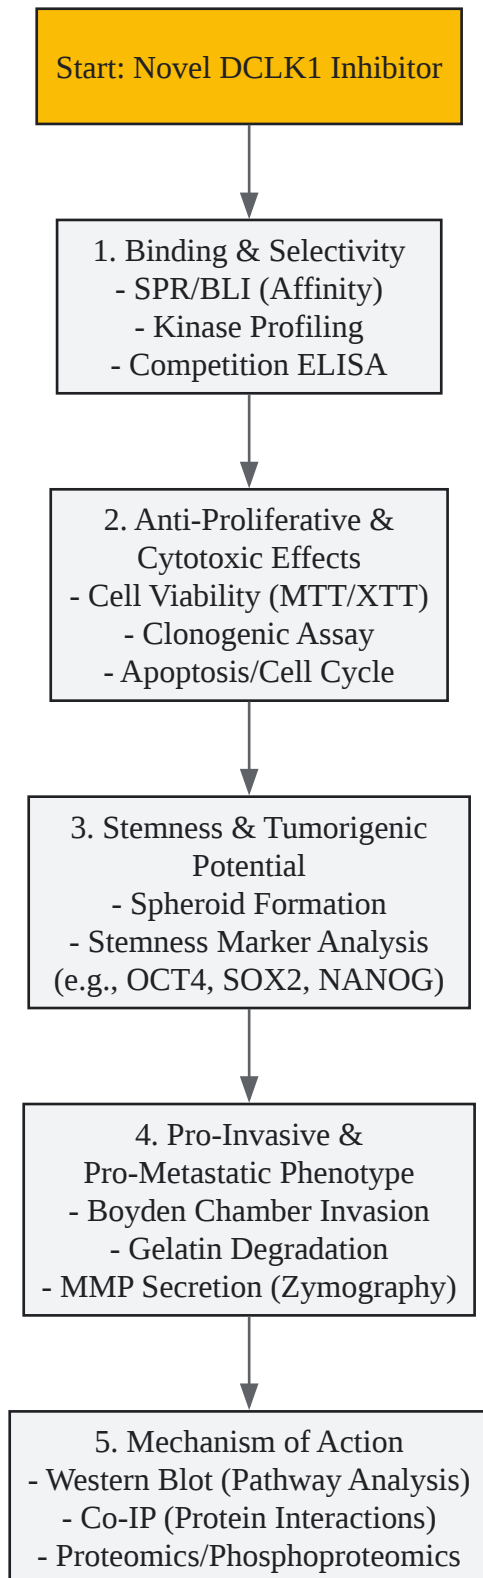 Start: Novel DCLK1 Inhibitor
1. Binding & Selectivity
- SPR/BLI (Affinity)
- Kinase Profiling
- Competition ELISA
2. Anti-Proliferative &
Cytotoxic Effects
- Cell Viability (MTT/XTT)
- Clonogenic Assay
- Apoptosis/Cell Cycle
3. Stemness & Tumorigenic
Potential
- Spheroid Formation
- Stemness Marker Analysis
(e.g., OCT4, SOX2, NANOG)
4. Pro-Invasive &
Pro-Metastatic Phenotype
- Boyden Chamber Invasion
- Gelatin Degradation
- MMP Secretion (Zymography)
5. Mechanism of Action
- Western Blot (Pathway Analysis)
- Co-IP (Protein Interactions)
- Proteomics/Phosphoproteomics